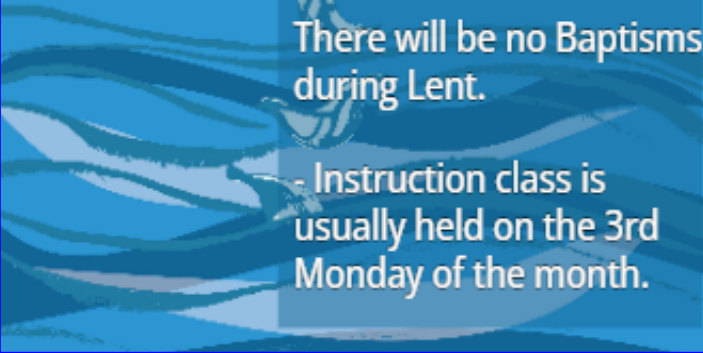 There will be no Baptisms
during Lent.
- Instruction class is
usually held on the 3rd
Monday of the month.